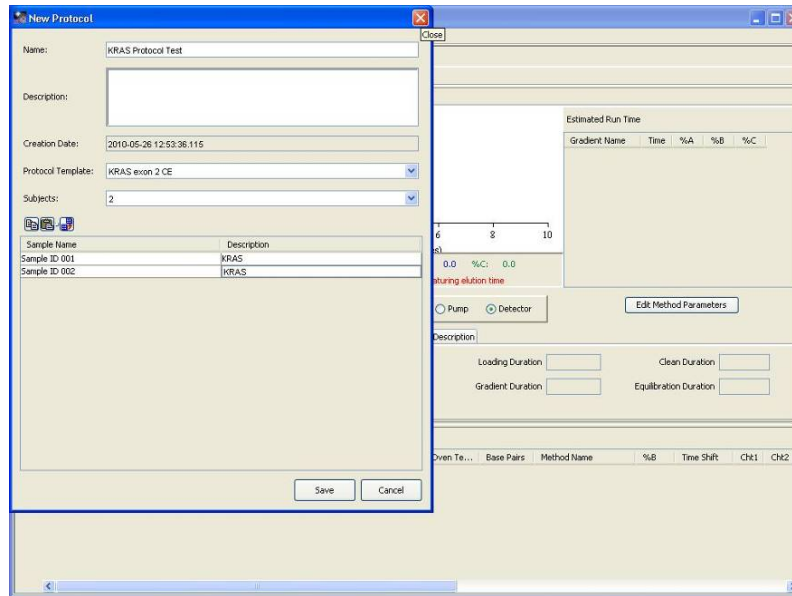 New Protocol
Close
Name: KRAS Protocol Test
Description:
Creation Date: 2010-05-26 12:53:36.115
Protocol Template: KRAS exon 2 CE
Subjects: 2
Sample Name Description
Sample ID 001 KRAS
Sample ID 002 KRAS
Save Cancel
Estimated Run Time
Gradient Name Time %A %B %C
6 8 10
es)
0.0 %C: 0.0
aturing elution time
Pump Detector
Edit Method Parameters
Description
Loading Duration Clean Duration
Gradient Duration Equilibration Duration
Oven Te... Base Pairs Method Name %B Time Shift Cht1 Cht2